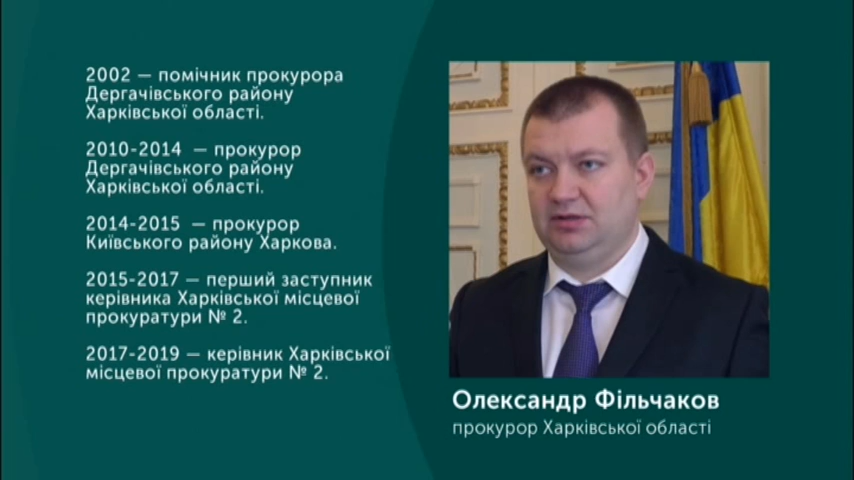 2002 — помічник прокурора
Дергачівського району
Харківської області.
2010-2014 — прокурор
Дергачівського району
Харківської області.
2014-2015 — прокурор
Київського району Харкова.
2015-2017 — перший заступник
керівника Харківської місцевої
прокуратури № 2.
2017-2019 — керівник Харківської
місцевої прокуратури № 2.
Олександр Фільчаков
прокурор Харківської області